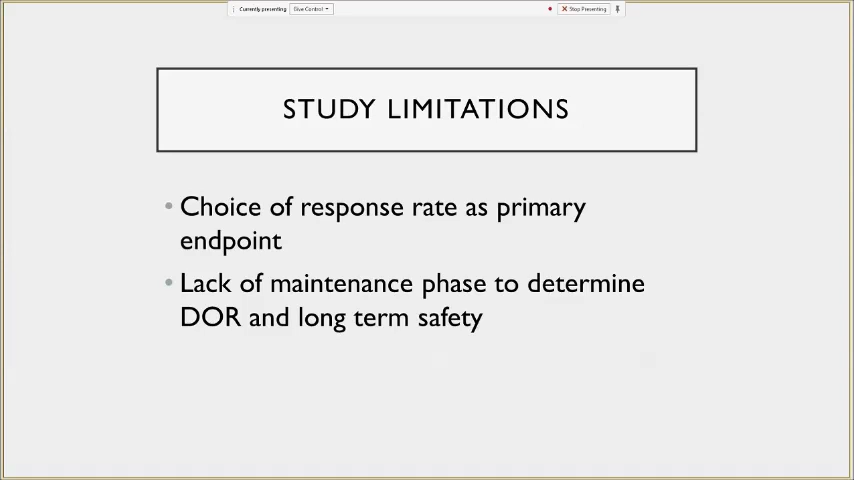 Currently presenting Give Control Stop Presenting
STUDY LIMITATIONS
• Choice of response rate as primary
endpoint
• Lack of maintenance phase to determine
DOR and long term safety